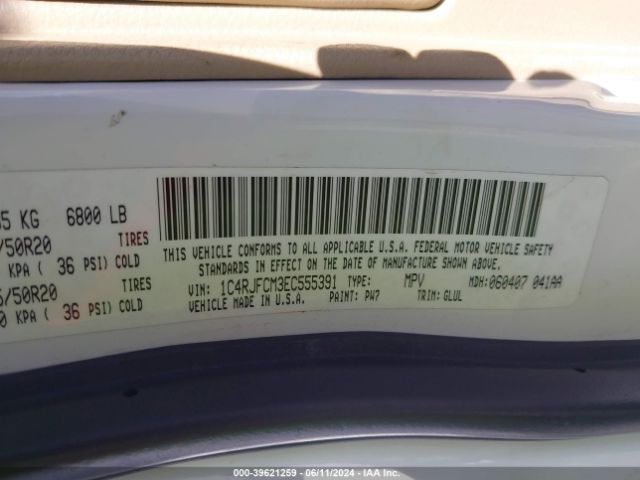 55 KG 6800 LB
/50R20 TIRES
KPA ( 36 PSI) COLD
5/50R20 TIRES
0 KPA ( 36 PSI) COLD
THIS VEHICLE CONFORMS TO ALL APPLICABLE U.S.A. FEDERAL MOTOR VEHICLE SAFETY
STANDARDS IN EFFECT ON THE DATE OF MANUFACTURE SHOWN ABOVE.
VIN: 1C4RJFCM3EC555391 TYPE: MPV MDH: 060407 041AA
MADE IN U.S.A. PAINT: PW7 TRIM: GLUL
000-39621259 - 06/11/2024 - IAA Inc.